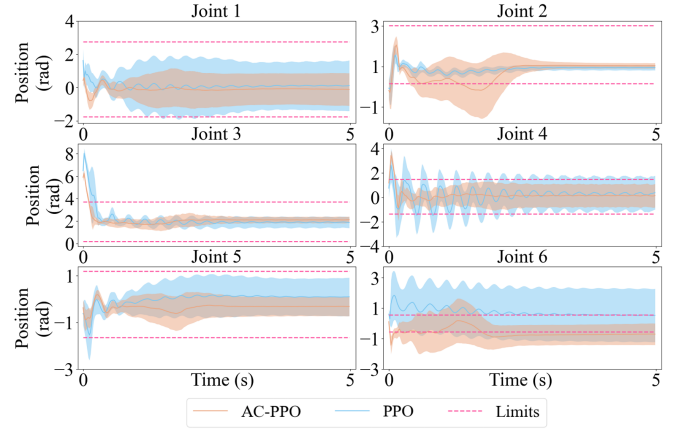 Joint 1
Joint 2
Position
(rad)
4
2
0
−2
0
5
3
1
−1
0
5
Joint 3
Joint 4
Position
(rad)
8
6
4
2
0
0
5
4
2
0
−2
−4
0
5
Joint 5
Joint 6
Position
(rad)
1
−1
−3
0
5
Time (s)
3
2
0
−2
0
5
Time (s)
AC-PPO
PPO
Limits